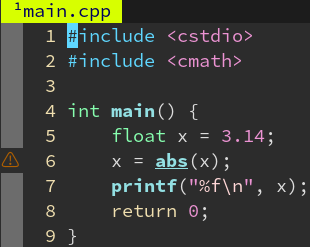 ¹main.cpp
1 #include <cstdio>
2 #include <cmath>
3
4 int main() {
5     float x = 3.14;
6     x = abs(x);
7     printf("%f\n", x);
8     return 0;
9 }